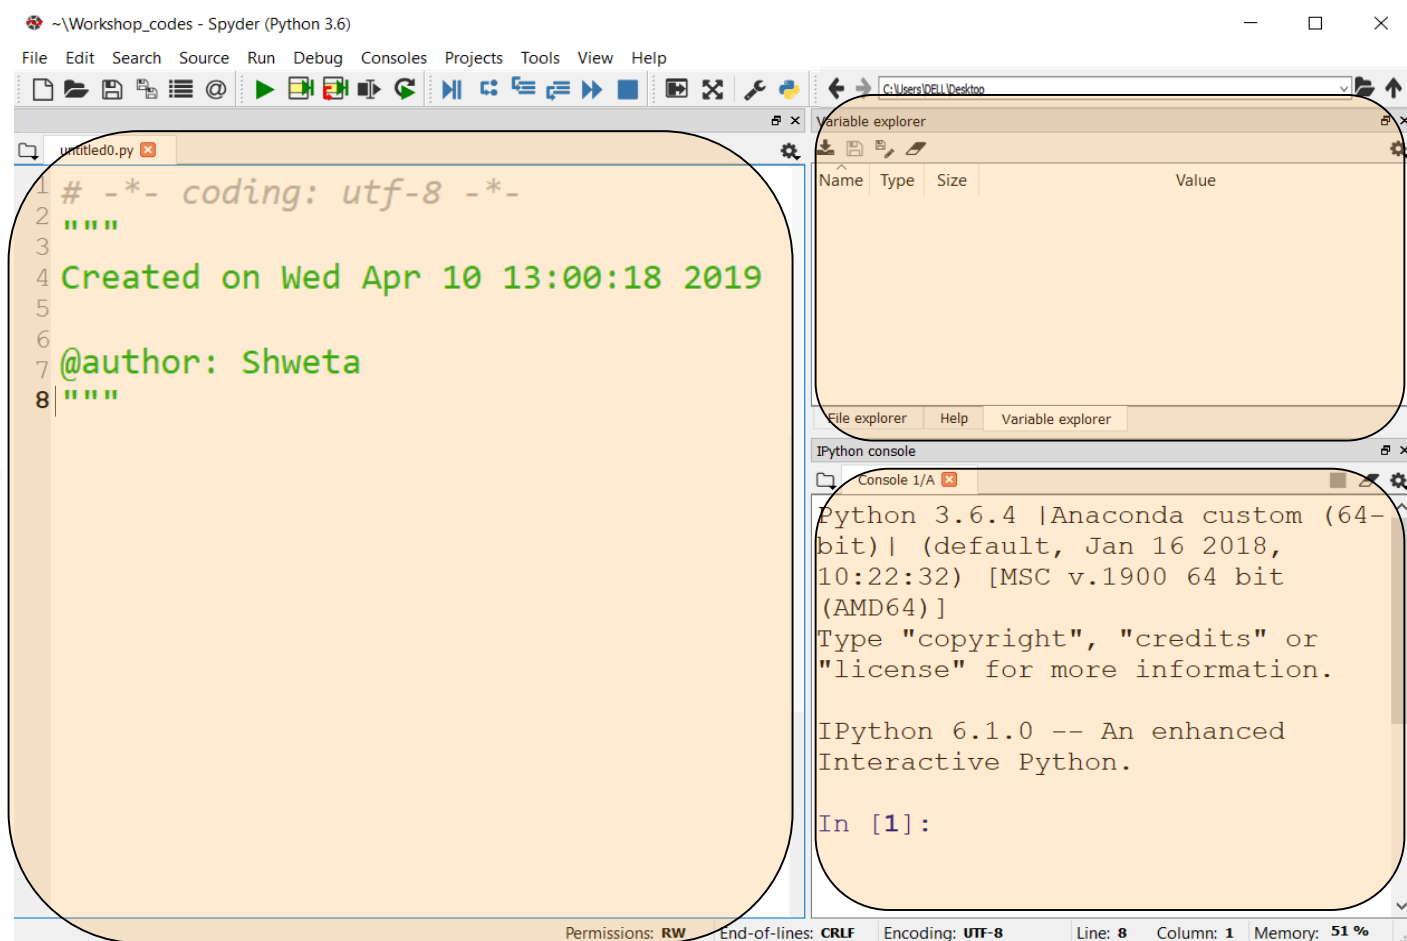 ~\Workshop_codes - Spyder (Python 3.6)
File Edit Search Source Run Debug Consoles Projects Tools View Help
C:\Users\DELL\Desktop
untitled0.py
1 # -*- coding: utf-8 -*-
2 """
3
4 Created on Wed Apr 10 13:00:18 2019
5
6
7 @author: Shweta
8 """
Variable explorer
Name Type Size Value
File explorer Help Variable explorer
IPython console
Console 1/A
Python 3.6.4 |Anaconda custom (64-
bit)| (default, Jan 16 2018,
10:22:32) [MSC v.1900 64 bit
(AMD64)]
Type "copyright", "credits" or
"license" for more information.
IPython 6.1.0 -- An enhanced
Interactive Python.
In [1]:
Permissions: RW End-of-lines: CRLF Encoding: UTF-8 Line: 8 Column: 1 Memory: 51 %